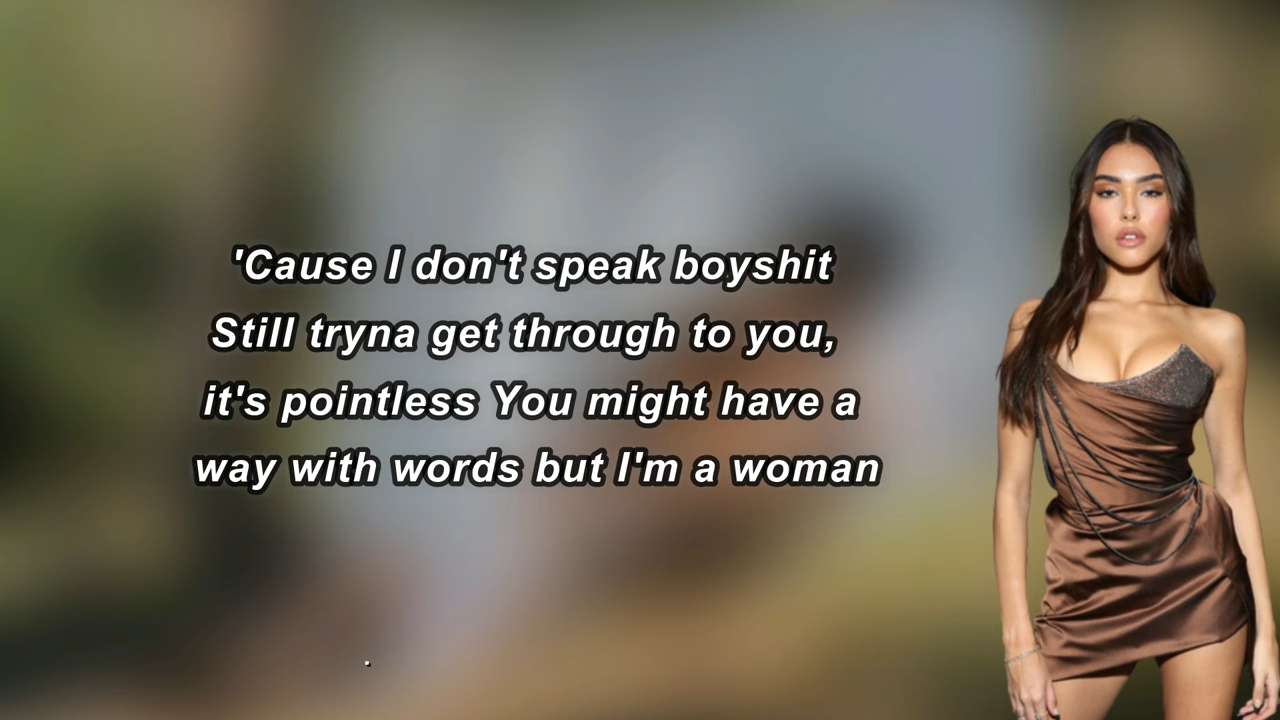 'Cause I don't speak boyshit
Still tryna get through to you,
it's pointless You might have a
way with words but I'm a woman